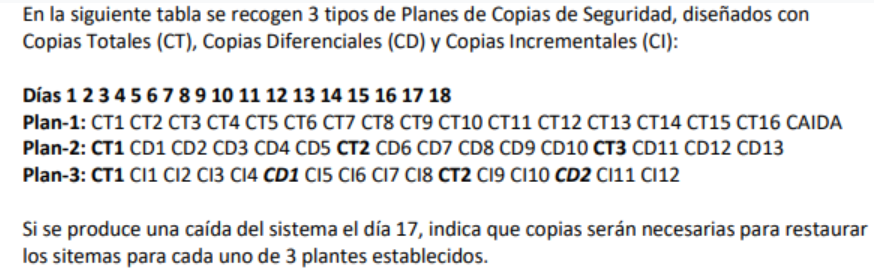 En la siguiente tabla se recogen 3 tipos de Planes de Copias de Seguridad, diseñados con
Copias Totales (CT), Copias Diferenciales (CD) y Copias Incrementales (CI):
Días 1 2 3 4 5 6 7 8 9 10 11 12 13 14 15 16 17 18
Plan-1: CT1 CT2 CT3 CT4 CT5 CT6 CT7 CT8 CT9 CT10 CT11 CT12 CT13 CT14 CT15 CT16 CAIDA
Plan-2: CT1 CD1 CD2 CD3 CD4 CD5 CT2 CD6 CD7 CD8 CD9 CD10 CT3 CD11 CD12 CD13
Plan-3: CT1 CI1 CI2 CI3 CI4 CD1 CI5 CI6 CI7 CI8 CT2 CI9 CI10 CD2 CI11 CI12
Si se produce una caída del sistema el día 17, indica que copias serán necesarias para restaurar
los sitemas para cada uno de 3 plantes establecidos.